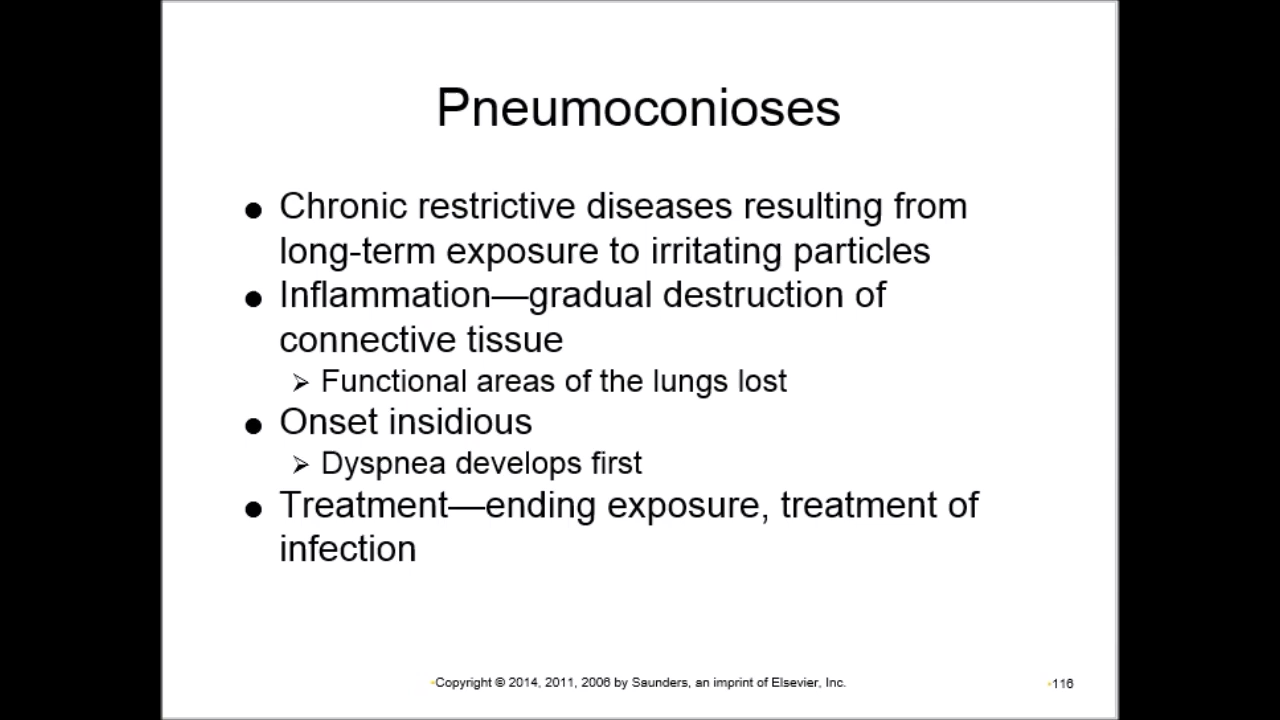 Pneumoconioses
● Chronic restrictive diseases resulting from
long-term exposure to irritating particles
● Inflammation—gradual destruction of
connective tissue
➢ Functional areas of the lungs lost
● Onset insidious
➢ Dyspnea develops first
● Treatment—ending exposure, treatment of
infection
•Copyright © 2014, 2011, 2006 by Saunders, an imprint of Elsevier, Inc.
•116